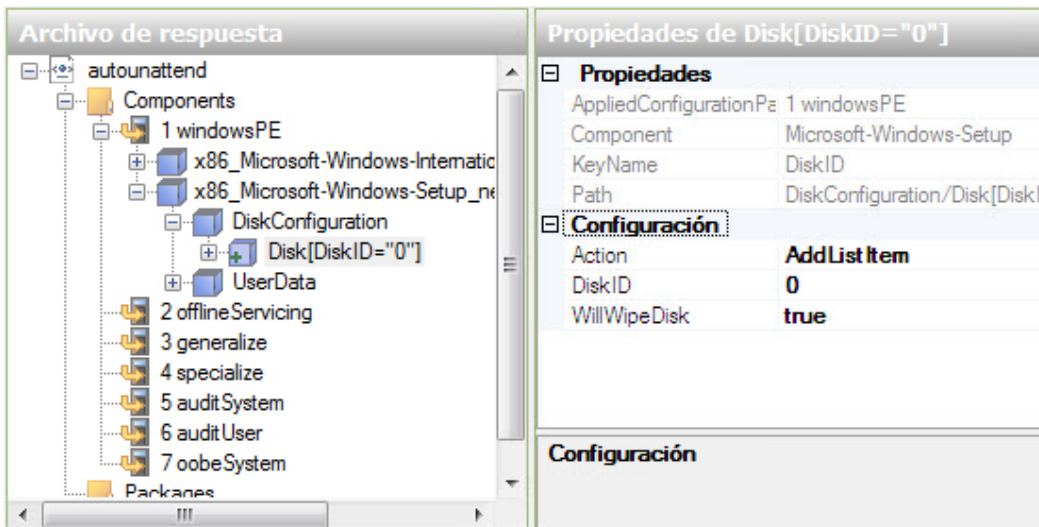 Archivo de respuesta
autounattend
Components
1 windowsPE
x86_Microsoft-Windows-Internatic
x86_Microsoft-Windows-Setup_ne
DiskConfiguration
Disk[DiskID="0"]
UserData
2 offlineServicing
3 generalize
4 specialize
5 auditSystem
6 auditUser
7 oobeSystem
Packages
Propiedades de Disk[DiskID="0"]
Propiedades
AppliedConfigurationPa 1 windowsPE
Component Microsoft-Windows-Setup
KeyName DiskID
Path DiskConfiguration/Disk[DiskI
Configuración
Action AddListItem
DiskID 0
WillWipeDisk true
Configuración